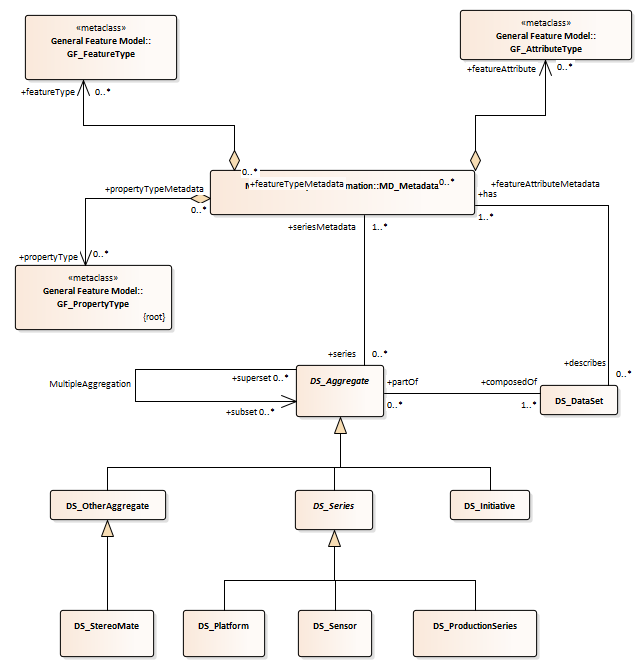 «metaclass»
General Feature Model::
GF_FeatureType
«metaclass»
General Feature Model::
GF_AttributeType
+featureType
0..*
+featureAttribute
0..*
0..*
+propertyTypeMetadata
+featureTypeMetadata
mation::MD_Metadata
0..*
+featureAttributeMetadata
+has
0..*
1..*
+seriesMetadata
1..*
+propertyType
0..*
«metaclass»
General Feature Model::
GF_PropertyType
{root}
+series
0..*
+describes
0..*
MultipleAggregation
+superset 0..*
DS_Aggregate
+partOf
+composedOf
0..*
1..*
DS_DataSet
+subset 0..*
DS_OtherAggregate
DS_Series
DS_Initiative
DS_StereoMate
DS_Platform
DS_Sensor
DS_ProductionSeries